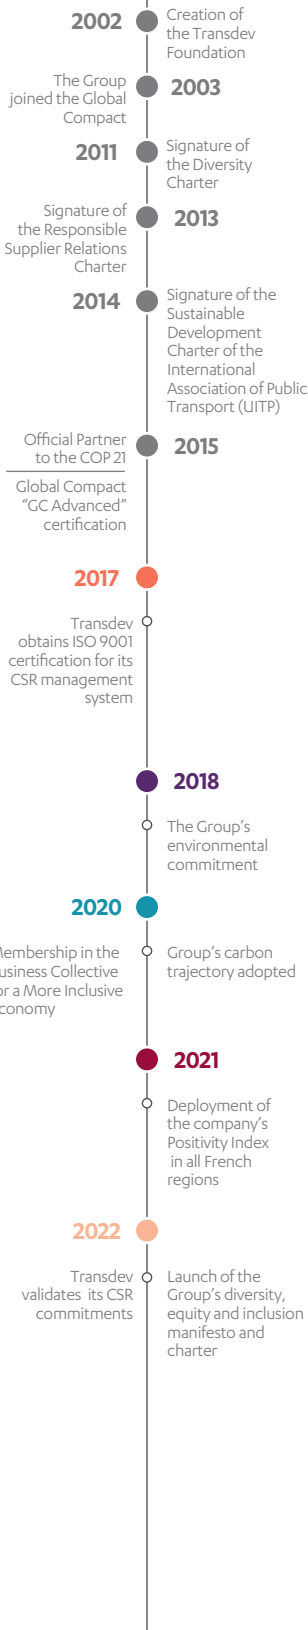 2002
Creation of
the Transdev
Foundation
The Group
joined the Global
Compact
2003
2011
Signature of
the Diversity
Charter
Signature of
the Responsible
Supplier Relations
Charter
2013
2014
Signature of the
Sustainable
Development
Charter of the
International
Association of Public
Transport (UITP)
Official Partner
to the COP 21
2015
Global Compact
“GC Advanced”
certification
2017
Transdev
obtains ISO 9001
certification for its
CSR management
system
2018
The Group's
environmental
commitment
2020
in the
Collective
a More Inclusive
Group's carbon
trajectory adopted
2021
Deployment of
the company's
Positivity Index
in all French
regions
2022
Transdev
validates its CSR
commitments
Launch of the
Group's diversity,
equity and inclusion
manifesto and
charter